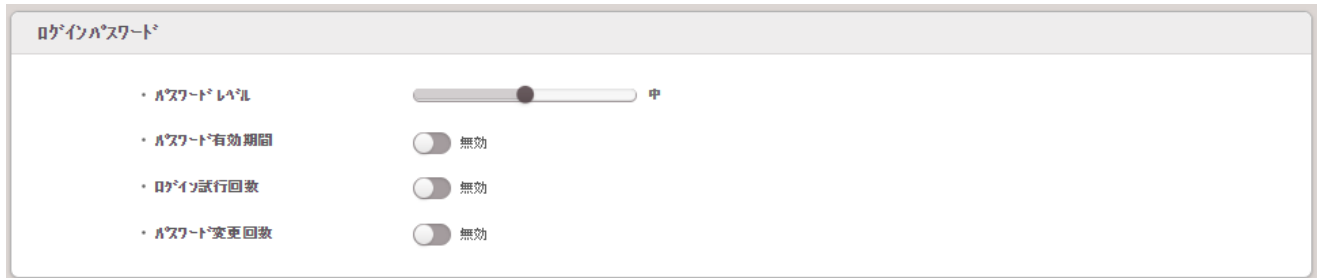 ﾛｸﾞｲﾝﾊﾟｽﾜｰﾄﾞ
・ ﾊﾟｽﾜｰﾄﾞ ﾚﾍﾞﾙ 中
・ ﾊﾟｽﾜｰﾄﾞ有効期間 無効
・ ﾛｸﾞｲﾝ試行回数 無効
・ ﾊﾟｽﾜｰﾄﾞ変更回数 無効